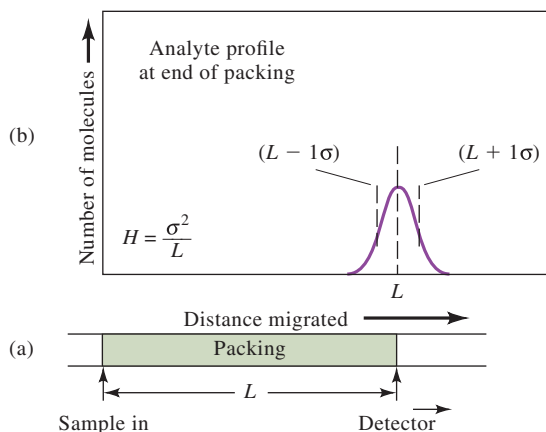 Analyte profile
at end of packing
Number of molecules
(b)
(L − 1σ)
(L + 1σ)
H = σ²/L
L
Distance migrated
(a)
Packing
L
Sample in
Detector